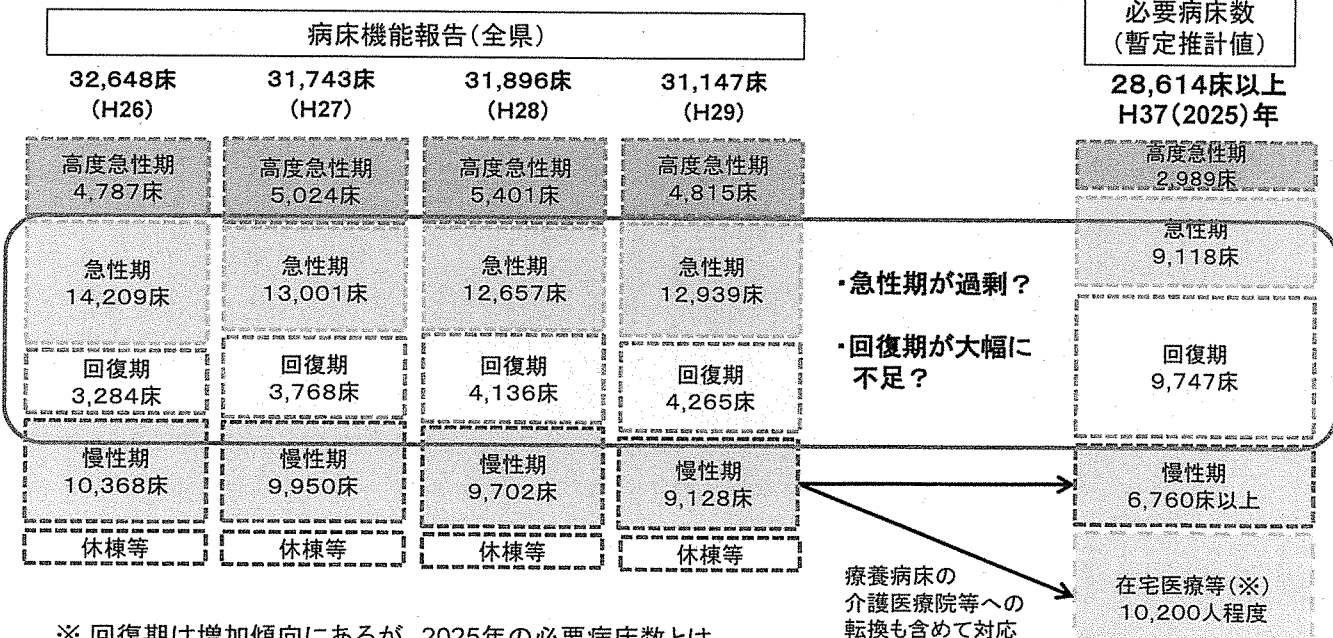 病床機能報告（全県）
必要病床数
（暫定推計値）
32,648床
（H26）
31,743床
（H27）
31,896床
（H28）
31,147床
（H29）
28,614床以上
H37（2025）年
高度急性期
4,787床
高度急性期
5,024床
高度急性期
5,401床
高度急性期
4,815床
高度急性期
2,989床
急性期
14,209床
急性期
13,001床
急性期
12,657床
急性期
12,939床
・急性期が過剰？
・回復期が大幅に
不足？
急性期
9,118床
回復期
3,284床
回復期
3,768床
回復期
4,136床
回復期
4,265床
回復期
9,747床
慢性期
10,368床
慢性期
9,950床
慢性期
9,702床
慢性期
9,128床
慢性期
6,760床以上
休棟等
休棟等
休棟等
休棟等
療養病床の
介護医療院等への
転換も含めて対応
在宅医療等（※）
10,200人程度
※ 回復期は増加傾向にあるが、2025年の必要病床数とは